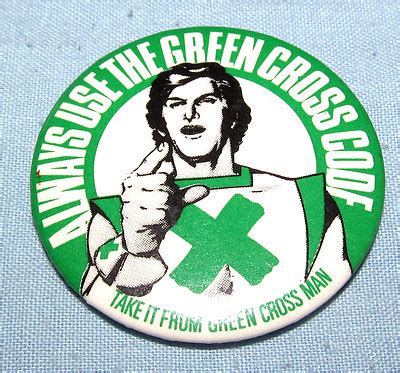 ALWAYS USE THE GREEN CROSS CODE
TAKE IT FROM GREEN CROSS MAN